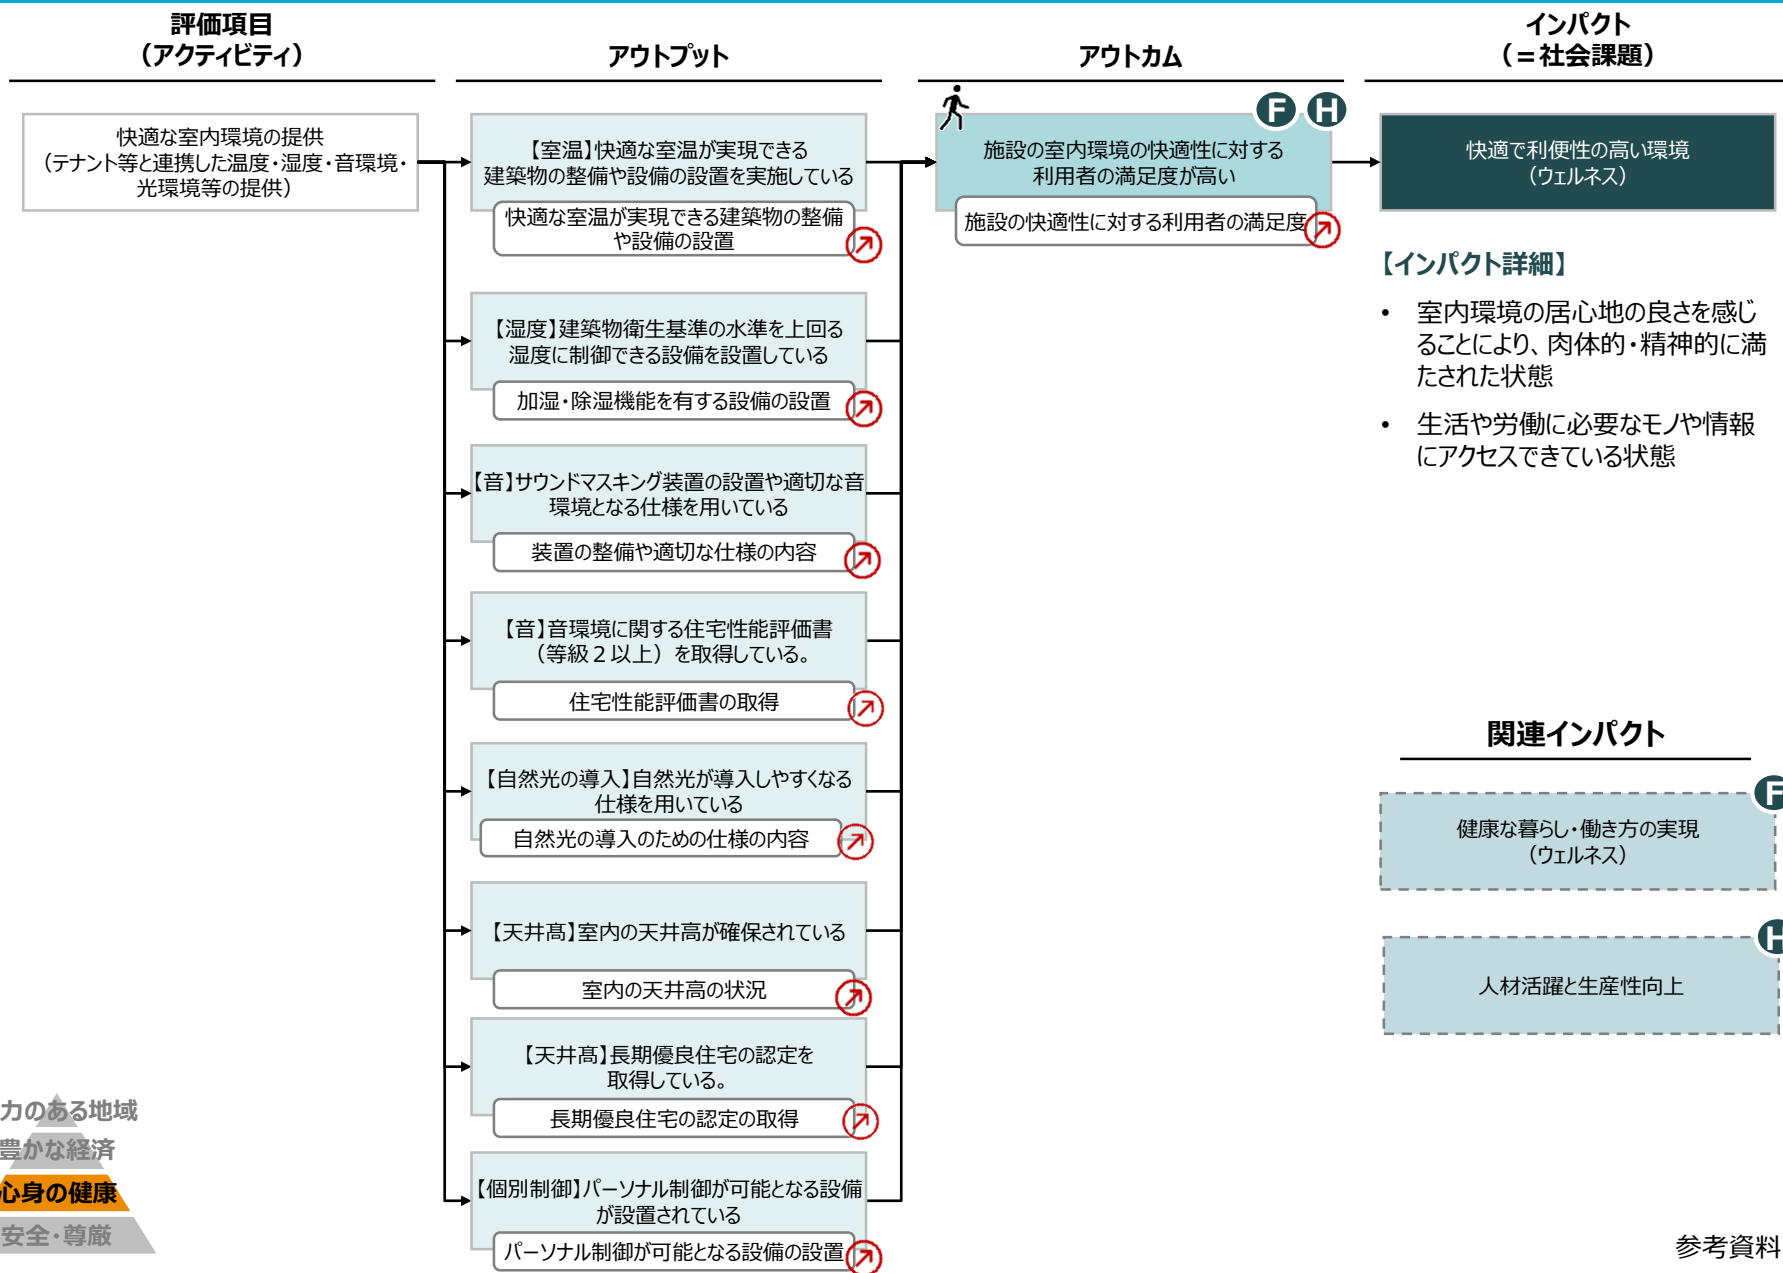 評価項目
（アクティビティ）
アウトプット
アウトカム
インパクト
（＝社会課題）
快適な室内環境の提供
（テナント等と連携した温度・湿度・音環境・
光環境等の提供）
【室温】快適な室温が実現できる
建築物の整備や設備の設置を実施している
快適な室温が実現できる建築物の整備
や設備の設置
【湿度】建築物衛生基準の水準を上回る
湿度に制御できる設備を設置している
加湿・除湿機能を有する設備の設置
【音】サウンドマスキング装置の設置や適切な音
環境となる仕様を用いている
装置の整備や適切な仕様の内容
【音】音環境に関する住宅性能評価書
（等級２以上）を取得している。
住宅性能評価書の取得
【自然光の導入】自然光が導入しやすくなる
仕様を用いている
自然光の導入のための仕様の内容
【天井髙】室内の天井高が確保されている
室内の天井高の状況
【天井髙】長期優良住宅の認定を
取得している。
長期優良住宅の認定の取得
【個別制御】パーソナル制御が可能となる設備
が設置されている
パーソナル制御が可能となる設備の設置
F H
施設の室内環境の快適性に対する
利用者の満足度が高い
施設の快適性に対する利用者の満足度
快適で利便性の高い環境
（ウェルネス）
【インパクト詳細】
• 室内環境の居心地の良さを感じ
ることにより、肉体的・精神的に満
たされた状態
• 生活や労働に必要なモノや情報
にアクセスできている状態
関連インパクト
F
健康な暮らし・働き方の実現
（ウェルネス）
H
人材活躍と生産性向上
力のある地域
豊かな経済
心身の健康
安全・尊厳
参考資料